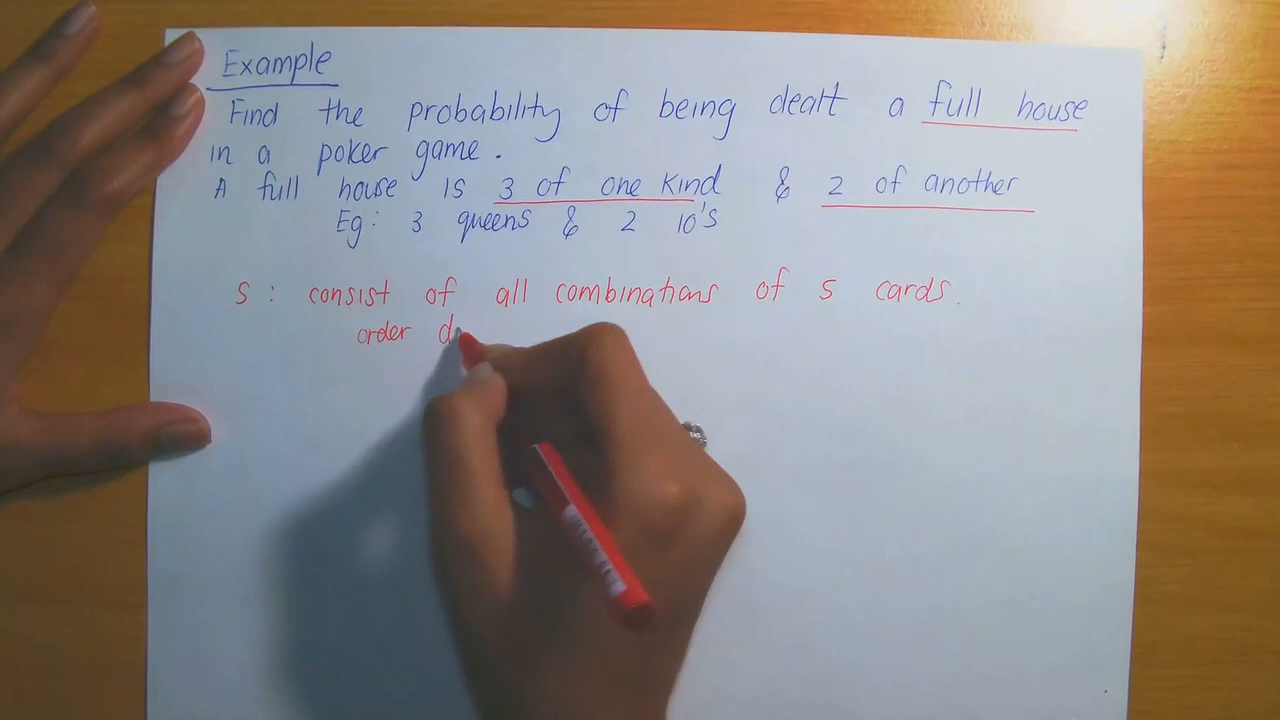 Example
Find the probability of being dealt a full house
in a poker game.
A full house is 3 of one kind & 2 of another
Eg: 3 queens & 2 10's
S: consist of all combinations of 5 cards.
order d